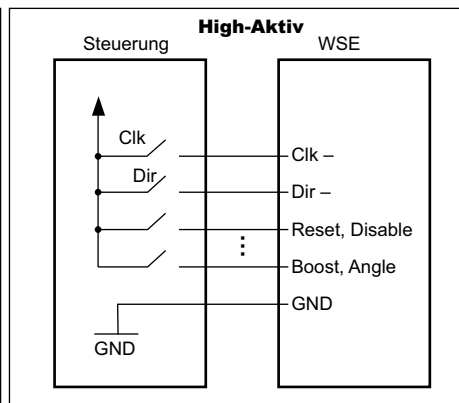 High-Aktiv
Steuerung
WSE
Clk
Clk –
Dir
Dir –
Reset, Disable
Boost, Angle
GND
GND